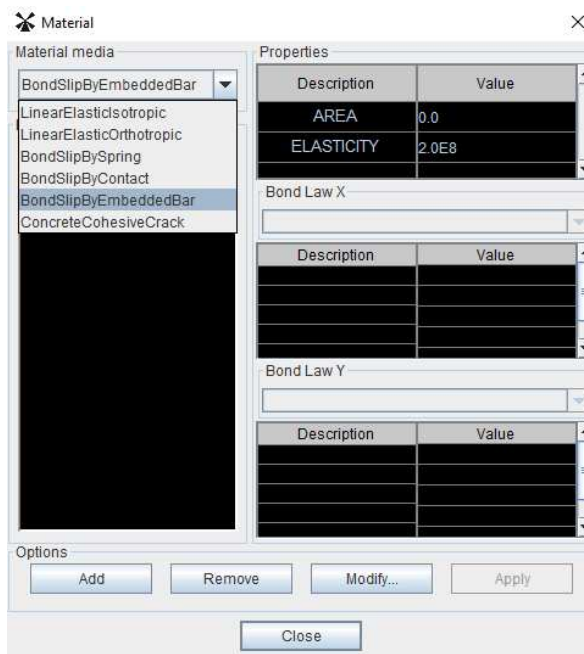 Material
Material media
BondSlipByEmbeddedBar
LinearElasticIsotropic
LinearElasticOrthotropic
BondSlipBySpring
BondSlipByContact
BondSlipByEmbeddedBar
ConcreteCohesiveCrack
Properties
Description Value
AREA 0.0
ELASTICITY 2.0E8
Bond Law X
Description Value
Bond Law Y
Description Value
Options
Add Remove Modify... Apply
Close